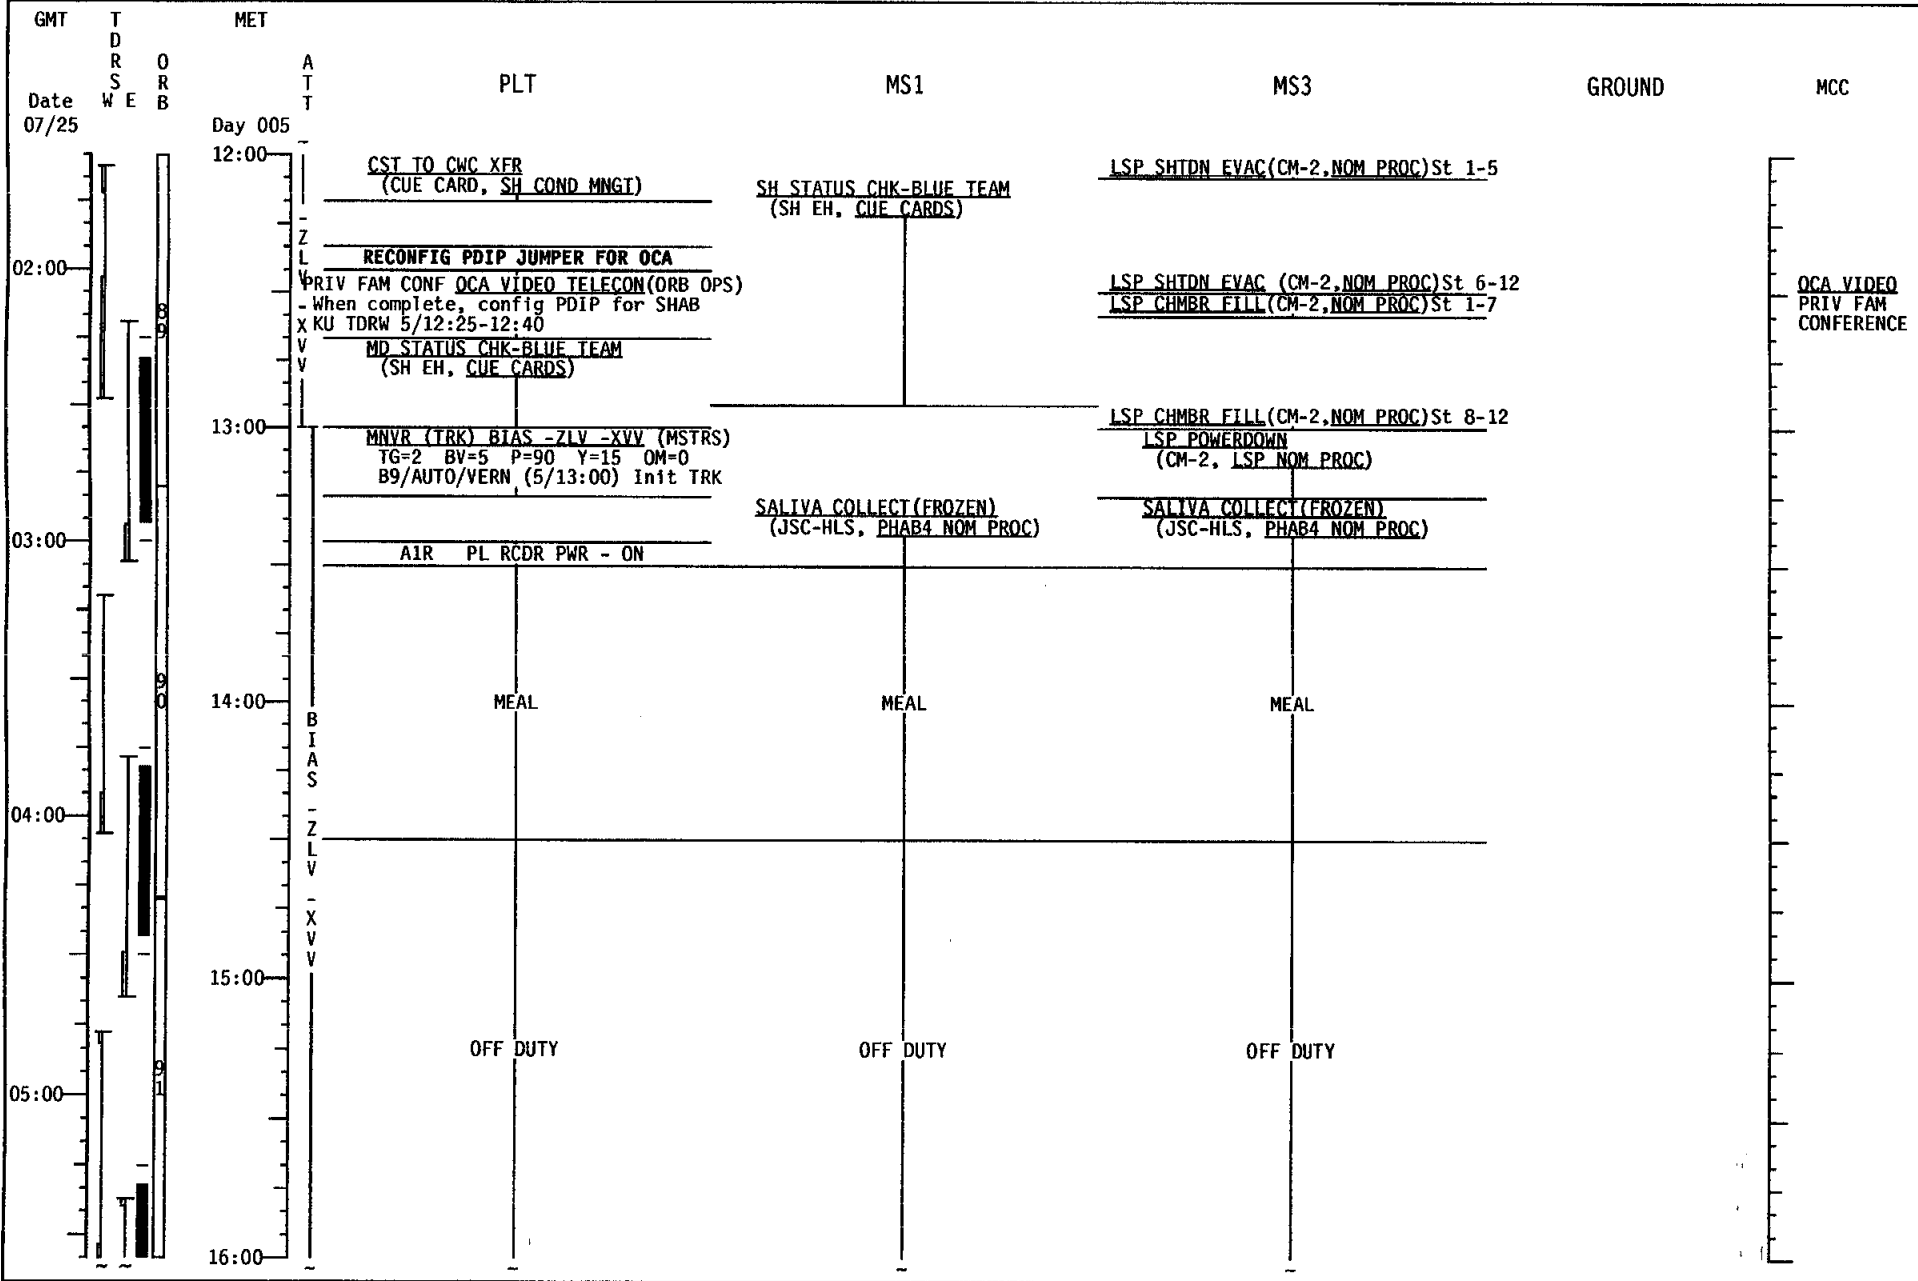 GMT
TDRS
W E
ORB
MET
ATT
PLT
MS1
MS3
GROUND
MCC
Date
07/25
Day 005
12:00
CST TO CWC XFR
(CUE CARD, SH COND MNGT)
SH STATUS CHK-BLUE TEAM
(SH EH, CUE CARDS)
LSP SHTDN EVAC(CM-2,NOM PROC)St 1-5
-ZLV -XVV
02:00
RECONFIG PDIP JUMPER FOR OCA
PRIV FAM CONF OCA VIDEO TELECON(ORB OPS)
When complete, config PDIP for SHAB
KU TDRW 5/12:25-12:40
LSP SHTDN EVAC (CM-2,NOM PROC)St 6-12
LSP CHMBR FILL(CM-2,NOM PROC)St 1-7
OCA VIDEO
PRIV FAM
CONFERENCE
89
MD STATUS CHK-BLUE TEAM
(SH EH, CUE CARDS)
LSP CHMBR FILL(CM-2,NOM PROC)St 8-12
13:00
MNVR (TRK) BIAS -ZLV -XVV (MSTRS)
TG=2 BV=5 P=90 Y=15 OM=0
B9/AUTO/VERN (5/13:00) Init TRK
LSP POWERDOWN
(CM-2, LSP NOM PROC)
SALIVA COLLECT(FROZEN)
(JSC-HLS, PHAB4 NOM PROC)
SALIVA COLLECT(FROZEN)
(JSC-HLS, PHAB4 NOM PROC)
03:00
A1R PL RCDR PWR - ON
90
14:00
MEAL
MEAL
MEAL
BIAS -ZLV -XVV
04:00
15:00
OFF DUTY
OFF DUTY
OFF DUTY
91
05:00
16:00